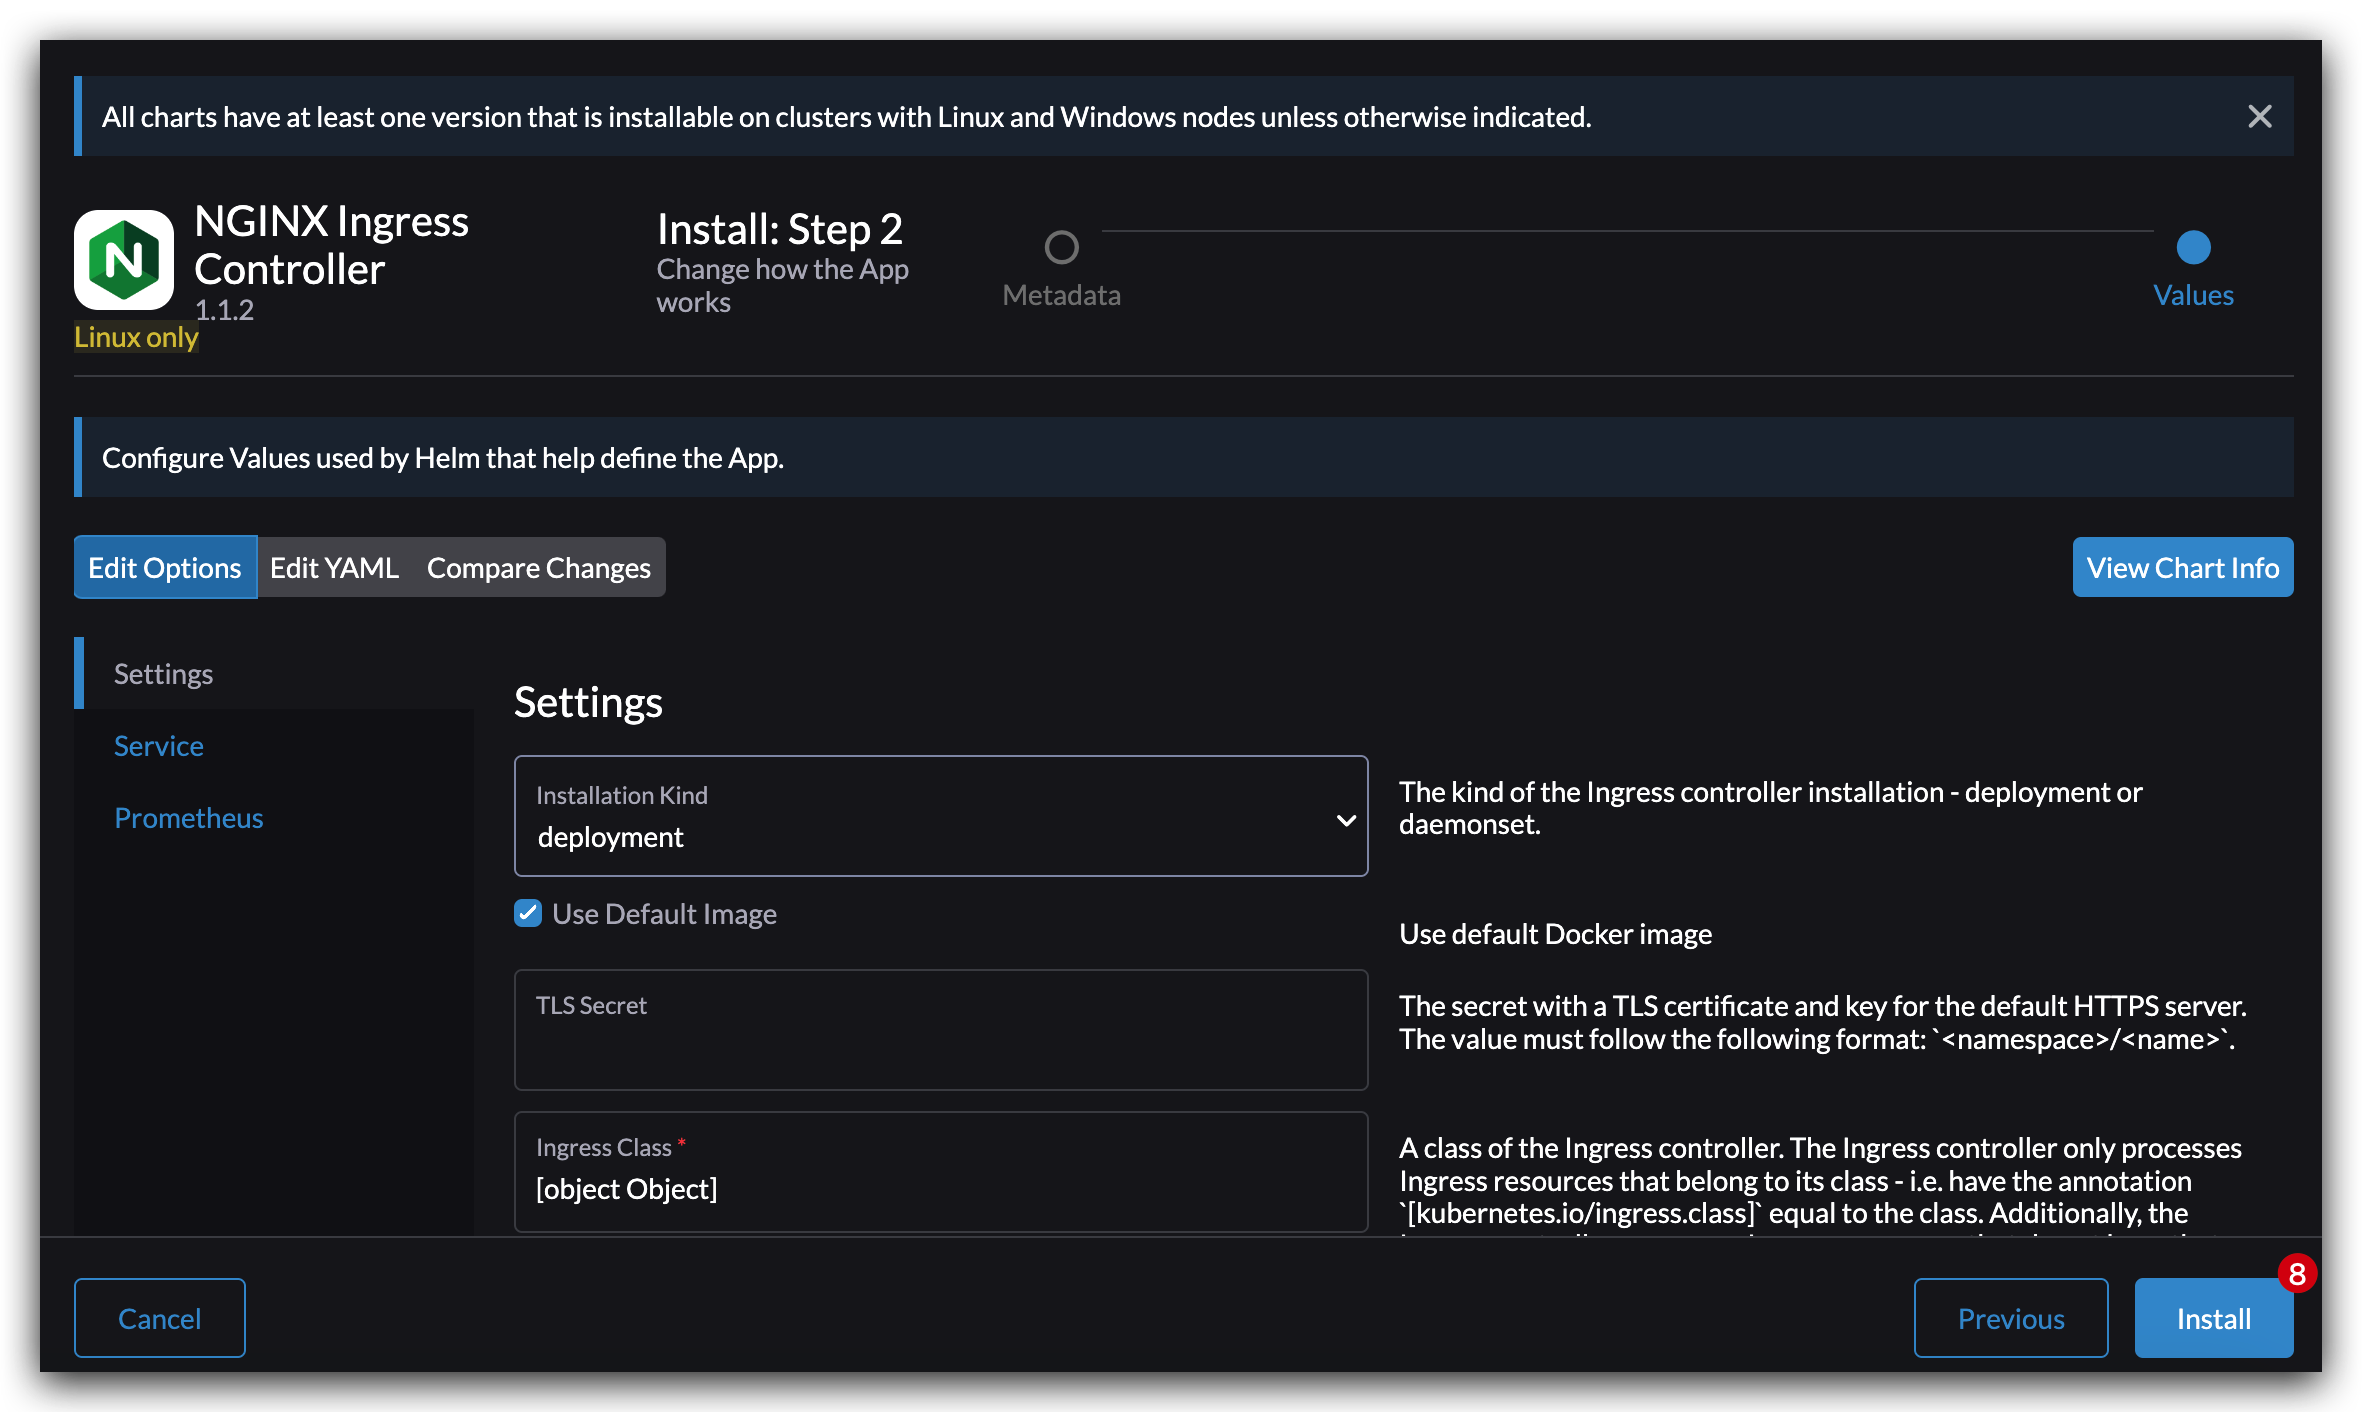 All charts have at least one version that is installable on clusters with Linux and Windows nodes unless otherwise indicated.
N
NGINX Ingress
Controller
1.1.2
Linux only
Install: Step 2
Change how the App
works
Metadata
Values
Configure Values used by Helm that help define the App.
Edit Options
Edit YAML
Compare Changes
View Chart Info
Settings
Service
Prometheus
Settings
Installation Kind
deployment
The kind of the Ingress controller installation - deployment or
daemonset.
Use Default Image
Use default Docker image
TLS Secret
The secret with a TLS certificate and key for the default HTTPS server.
The value must follow the following format: `<namespace>/<name>`.
Ingress Class *
[object Object]
A class of the Ingress controller. The Ingress controller only processes
Ingress resources that belong to its class - i.e. have the annotation
`[kubernetes.io/ingress.class]` equal to the class. Additionally, the
Cancel
Previous
Install
8